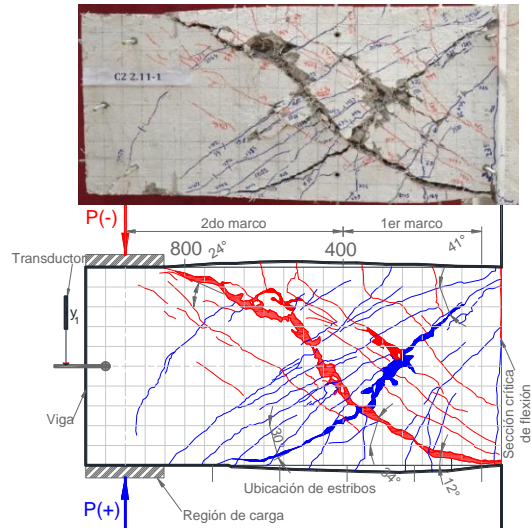 C2 2.11-1
P(-)
2do marco
1er marco
Transductor
800
24°
400
41°
y1
Viga
Sección crítica
de flexión
30°
34°
12°
Ubicación de estribos
P(+)
Región de carga